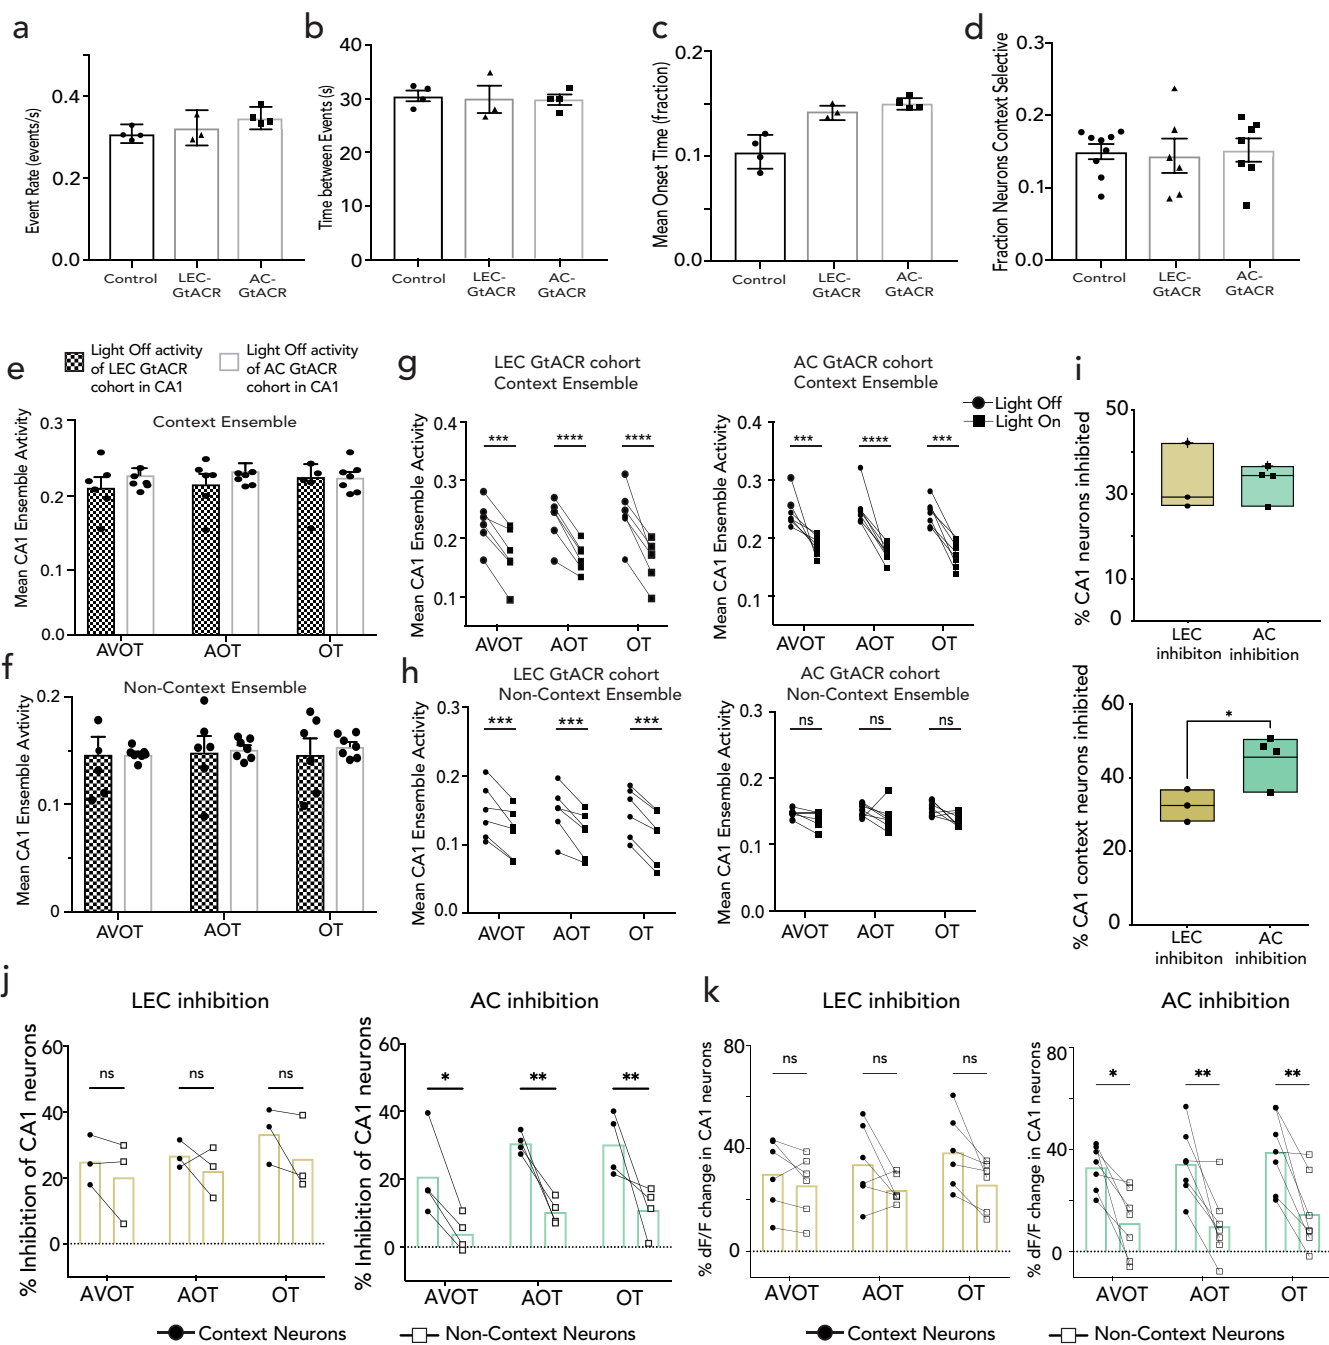 a
Event Rate (events/s)
0.4
0.2
0.0
Control
LEC-
GtACR
AC-
GtACR
b
Time between Events (s)
40
30
20
10
0
Control
LEC-
GtACR
AC-
GtACR
c
Mean Onset Time (fraction)
0.2
0.1
0.0
Control
LEC-
GtACR
AC-
GtACR
d
Fraction Neurons Context Selective
0.3
0.2
0.1
0.0
Control
LEC-
GtACR
AC-
GtACR
e
Light Off activity
of LEC GtACR
cohort in CA1
Light Off activity
of AC GtACR
cohort in CA1
Context Ensemble
Mean CA1 Ensemble Avtivity
0.3
0.2
0.1
0.0
AVOT
AOT
OT
f
Non-Context Ensemble
Mean CA1 Ensemble Avtivity
0.2
0.1
0
AVOT
AOT
OT
g
LEC GtACR cohort
Context Ensemble
Mean CA1 Ensemble Activity
0.4
0.3
0.2
0.1
***
****
****
AVOT
AOT
OT
AC GtACR cohort
Context Ensemble
Light Off
Light On
Mean CA1 Ensemble Activity
0.4
0.3
0.2
0.1
***
****
***
AVOT
AOT
OT
h
LEC GtACR cohort
Non-Context Ensemble
Mean CA1 Ensemble Activity
0.3
0.2
0.1
0.0
***
***
***
AVOT
AOT
OT
AC GtACR cohort
Non-Context Ensemble
Mean CA1 Ensemble Activity
0.3
0.2
0.1
0.0
ns
ns
ns
AVOT
AOT
OT
i
% CA1 neurons inhibited
50
30
10
0
LEC
inhibiton
AC
inhibition
% CA1 context neurons inhibited
60
40
20
0
*
LEC
inhibiton
AC
inhibition
j
LEC inhibition
% Inhibition of CA1 neurons
60
40
20
0
ns
ns
ns
AVOT
AOT
OT
AC inhibition
% Inhibition of CA1 neurons
60
40
20
0
*
**
**
AVOT
AOT
OT
Context Neurons
Non-Context Neurons
k
LEC inhibition
% dF/F change in CA1 neurons
80
40
0
ns
ns
ns
AVOT
AOT
OT
AC inhibition
% dF/F change in CA1 neurons
80
40
0
*
**
**
AVOT
AOT
OT
Context Neurons
Non-Context Neurons